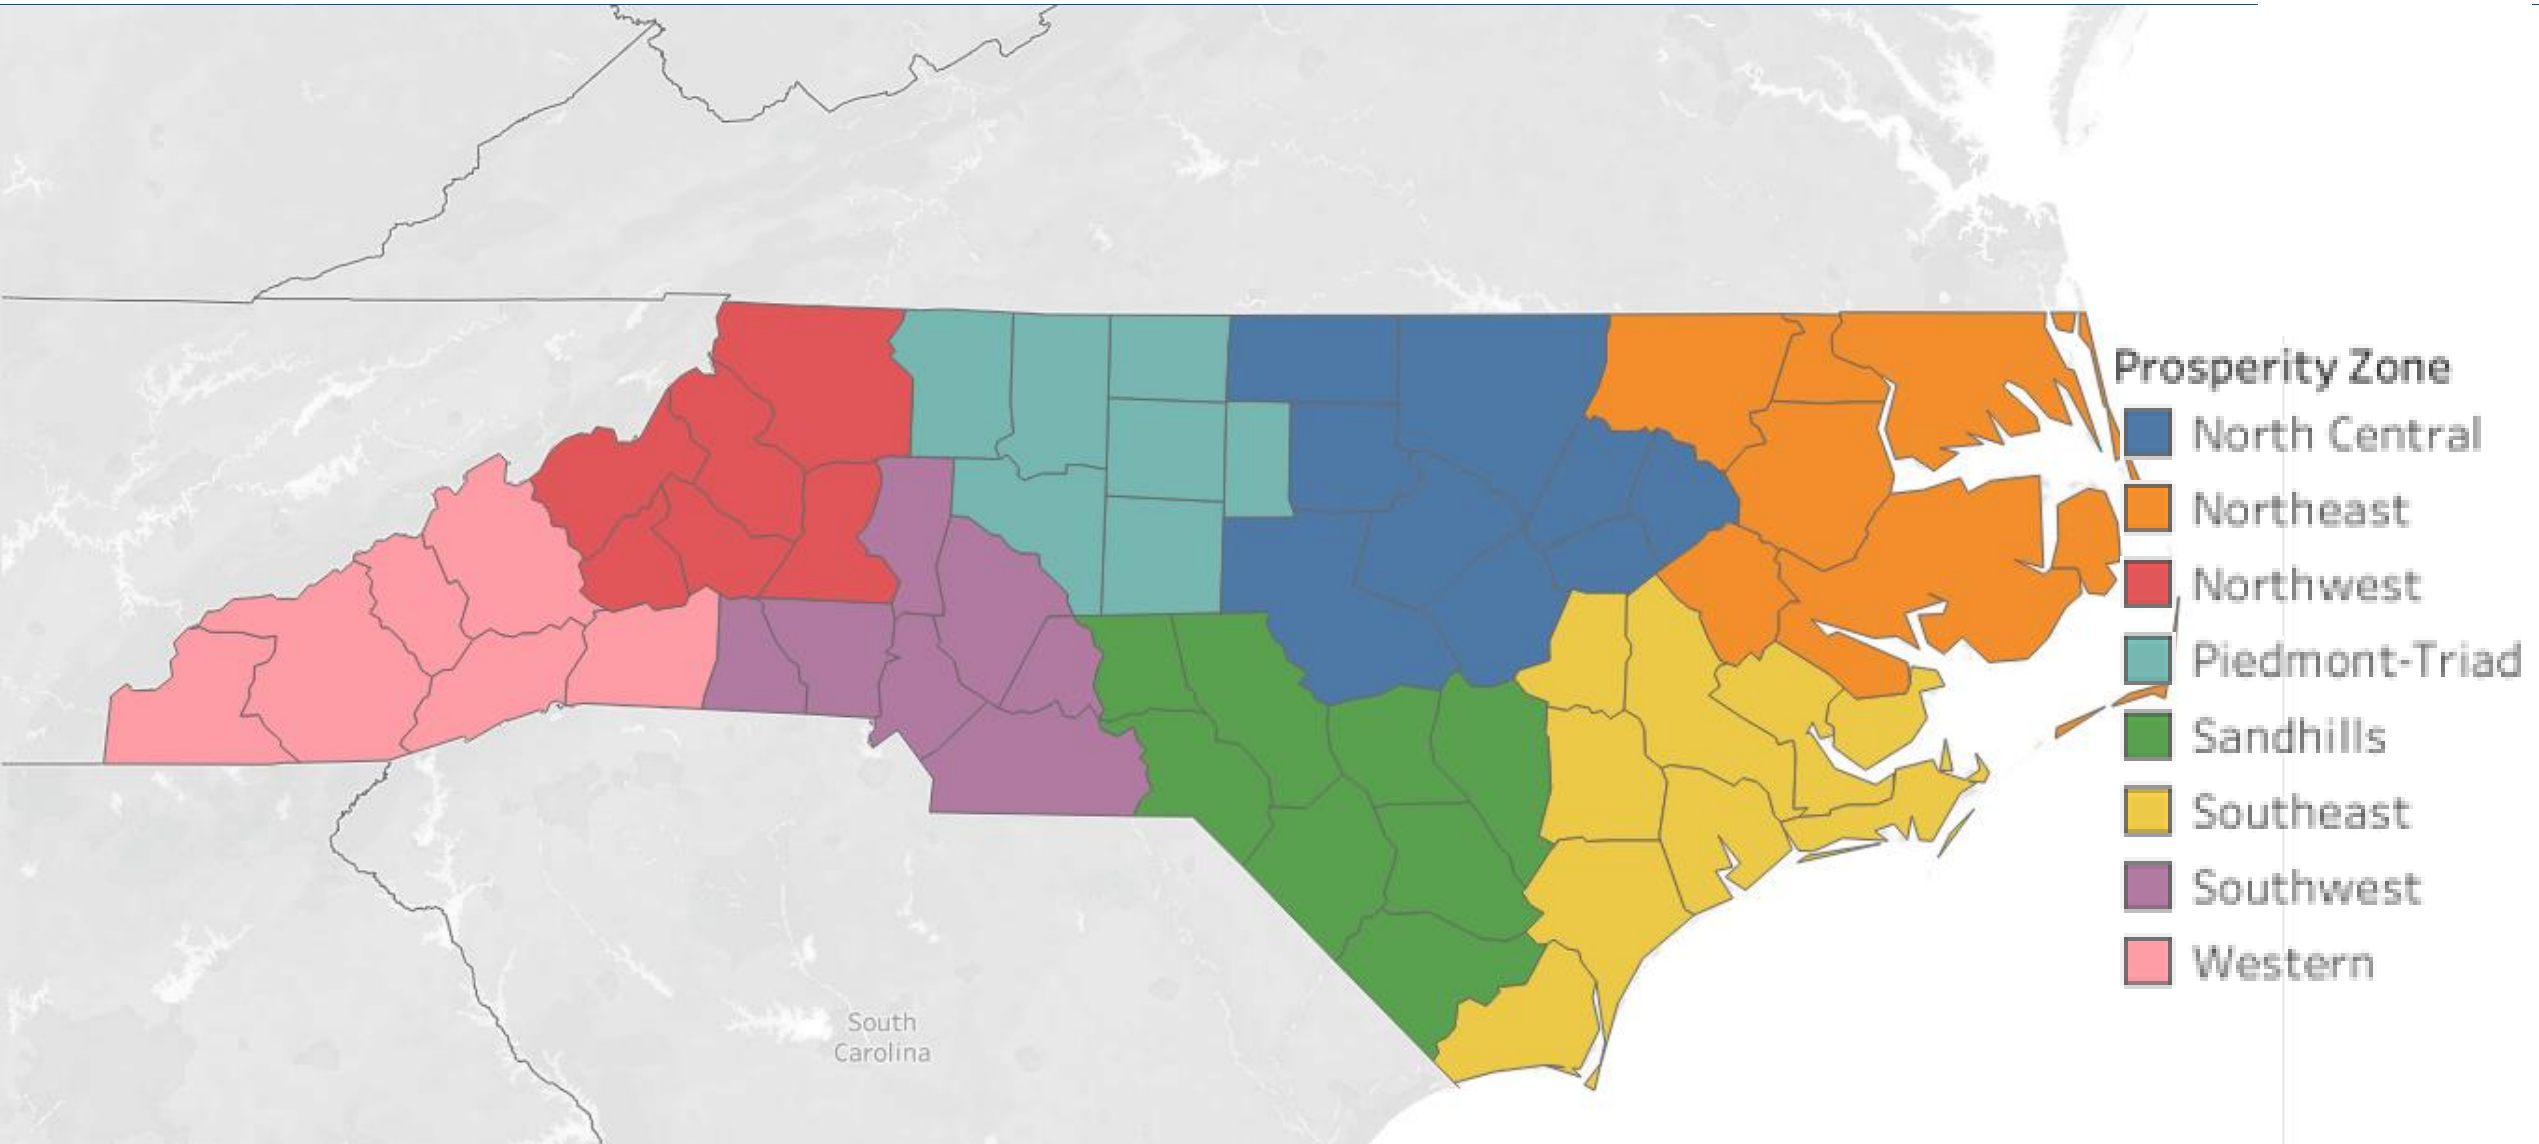 Prosperity Zone
North Central
Northeast
Northwest
Piedmont-Triad
Sandhills
Southeast
Southwest
Western
South
Carolina